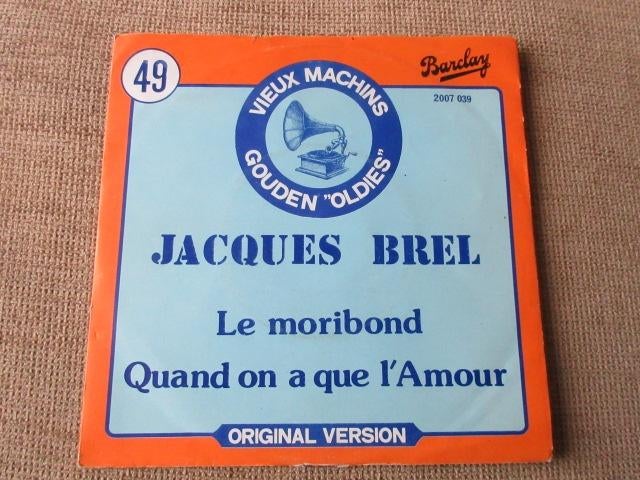 49
VIEUX MACHINS
GOUDEN "OLDIES"
Barclay
2007 039
JACQUES BREL
Le moribond
Quand on a que l'Amour
ORIGINAL VERSION